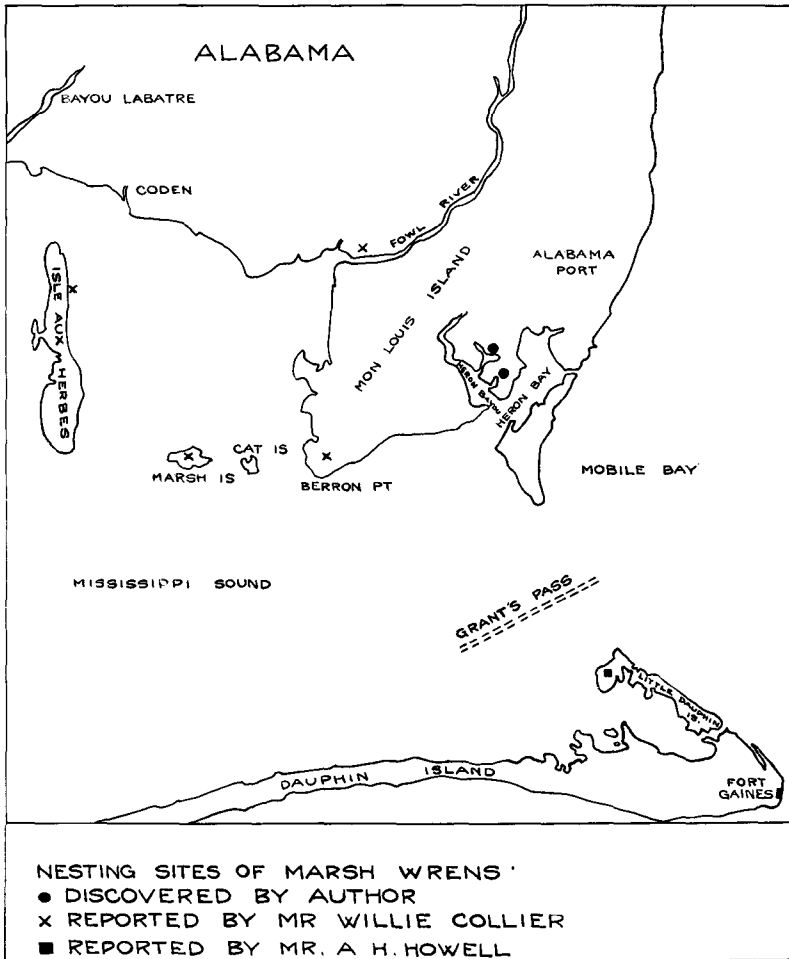 ALABAMA
BAYOU LABATRE
CODEN
FOWL RIVER
ALABAMA
PORT
MON LOUIS ISLAND
ISLE AUX HERBES
HERON BAYOU
HERON BAY
CAT IS
MARSH IS
BERRON PT
MOBILE BAY
MISSISSIPPI SOUND
GRANT'S PASS
LITTLE DAUPHIN
IS.
DAUPHIN ISLAND
FORT
GAINES
NESTING SITES OF MARSH WRENS
DISCOVERED BY AUTHOR
REPORTED BY MR WILLIE COLLIER
REPORTED BY MR. A H. HOWELL